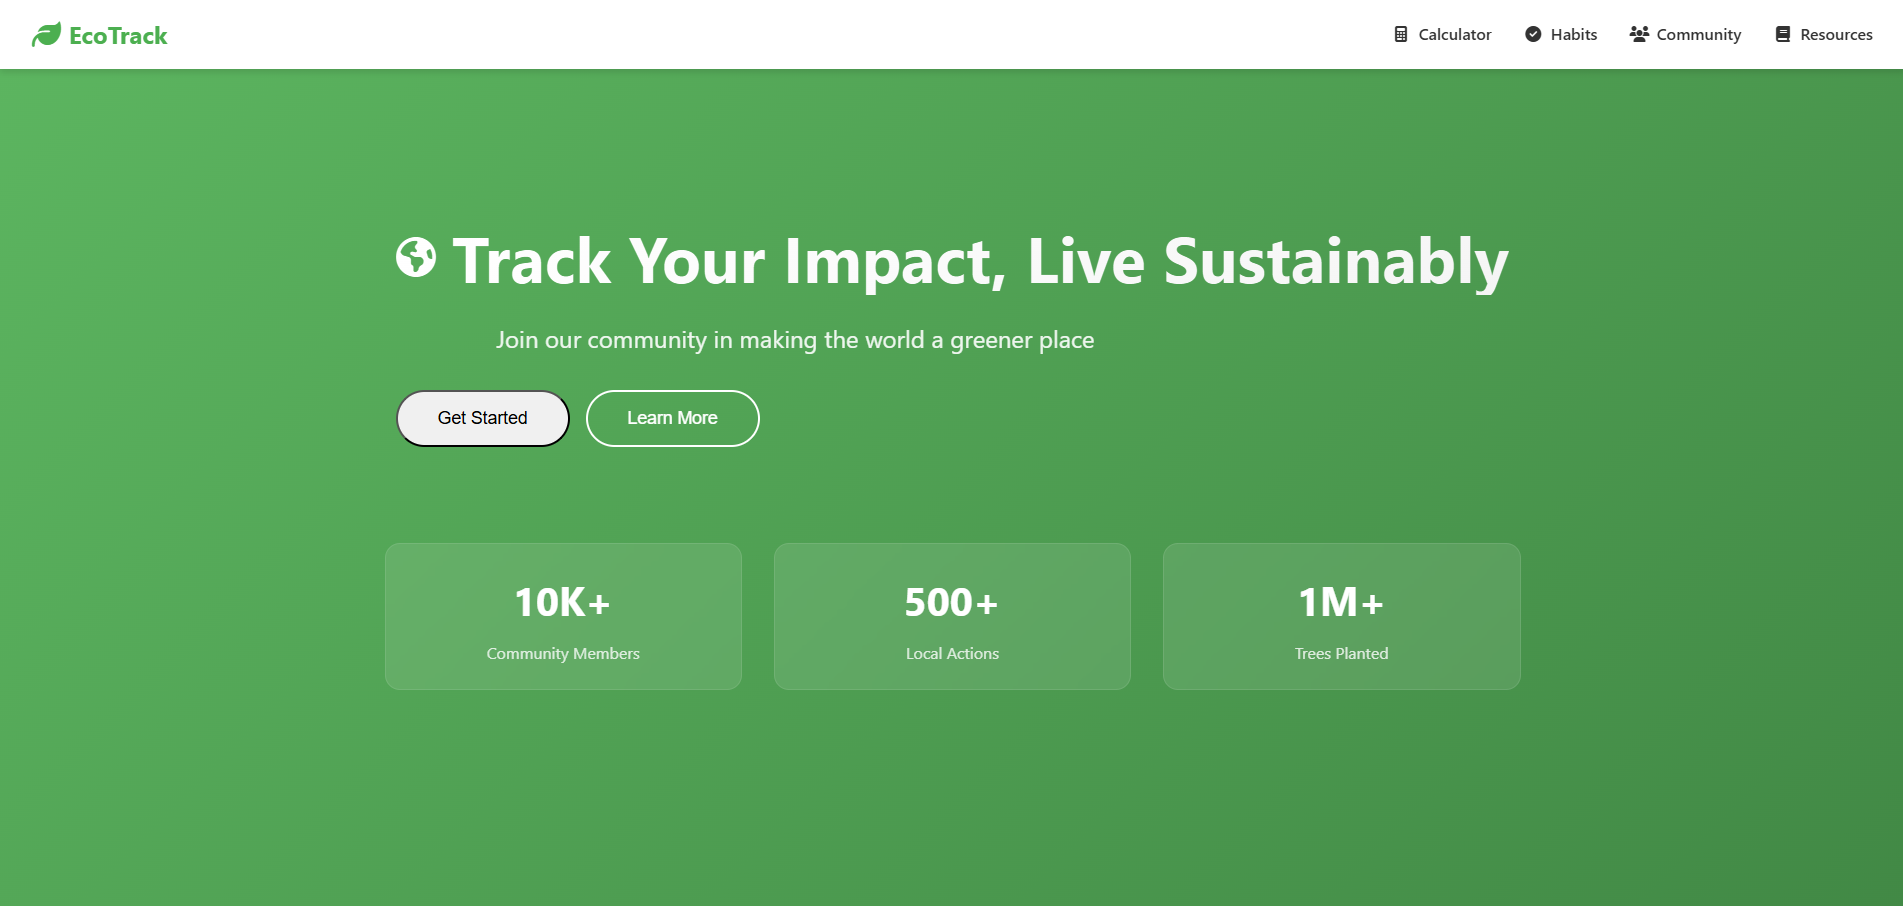 EcoTrack
Calculator
Habits
Community
Resources
Track Your Impact, Live Sustainably
Join our community in making the world a greener place
Get Started
Learn More
10K+
Community Members
500+
Local Actions
1M+
Trees Planted